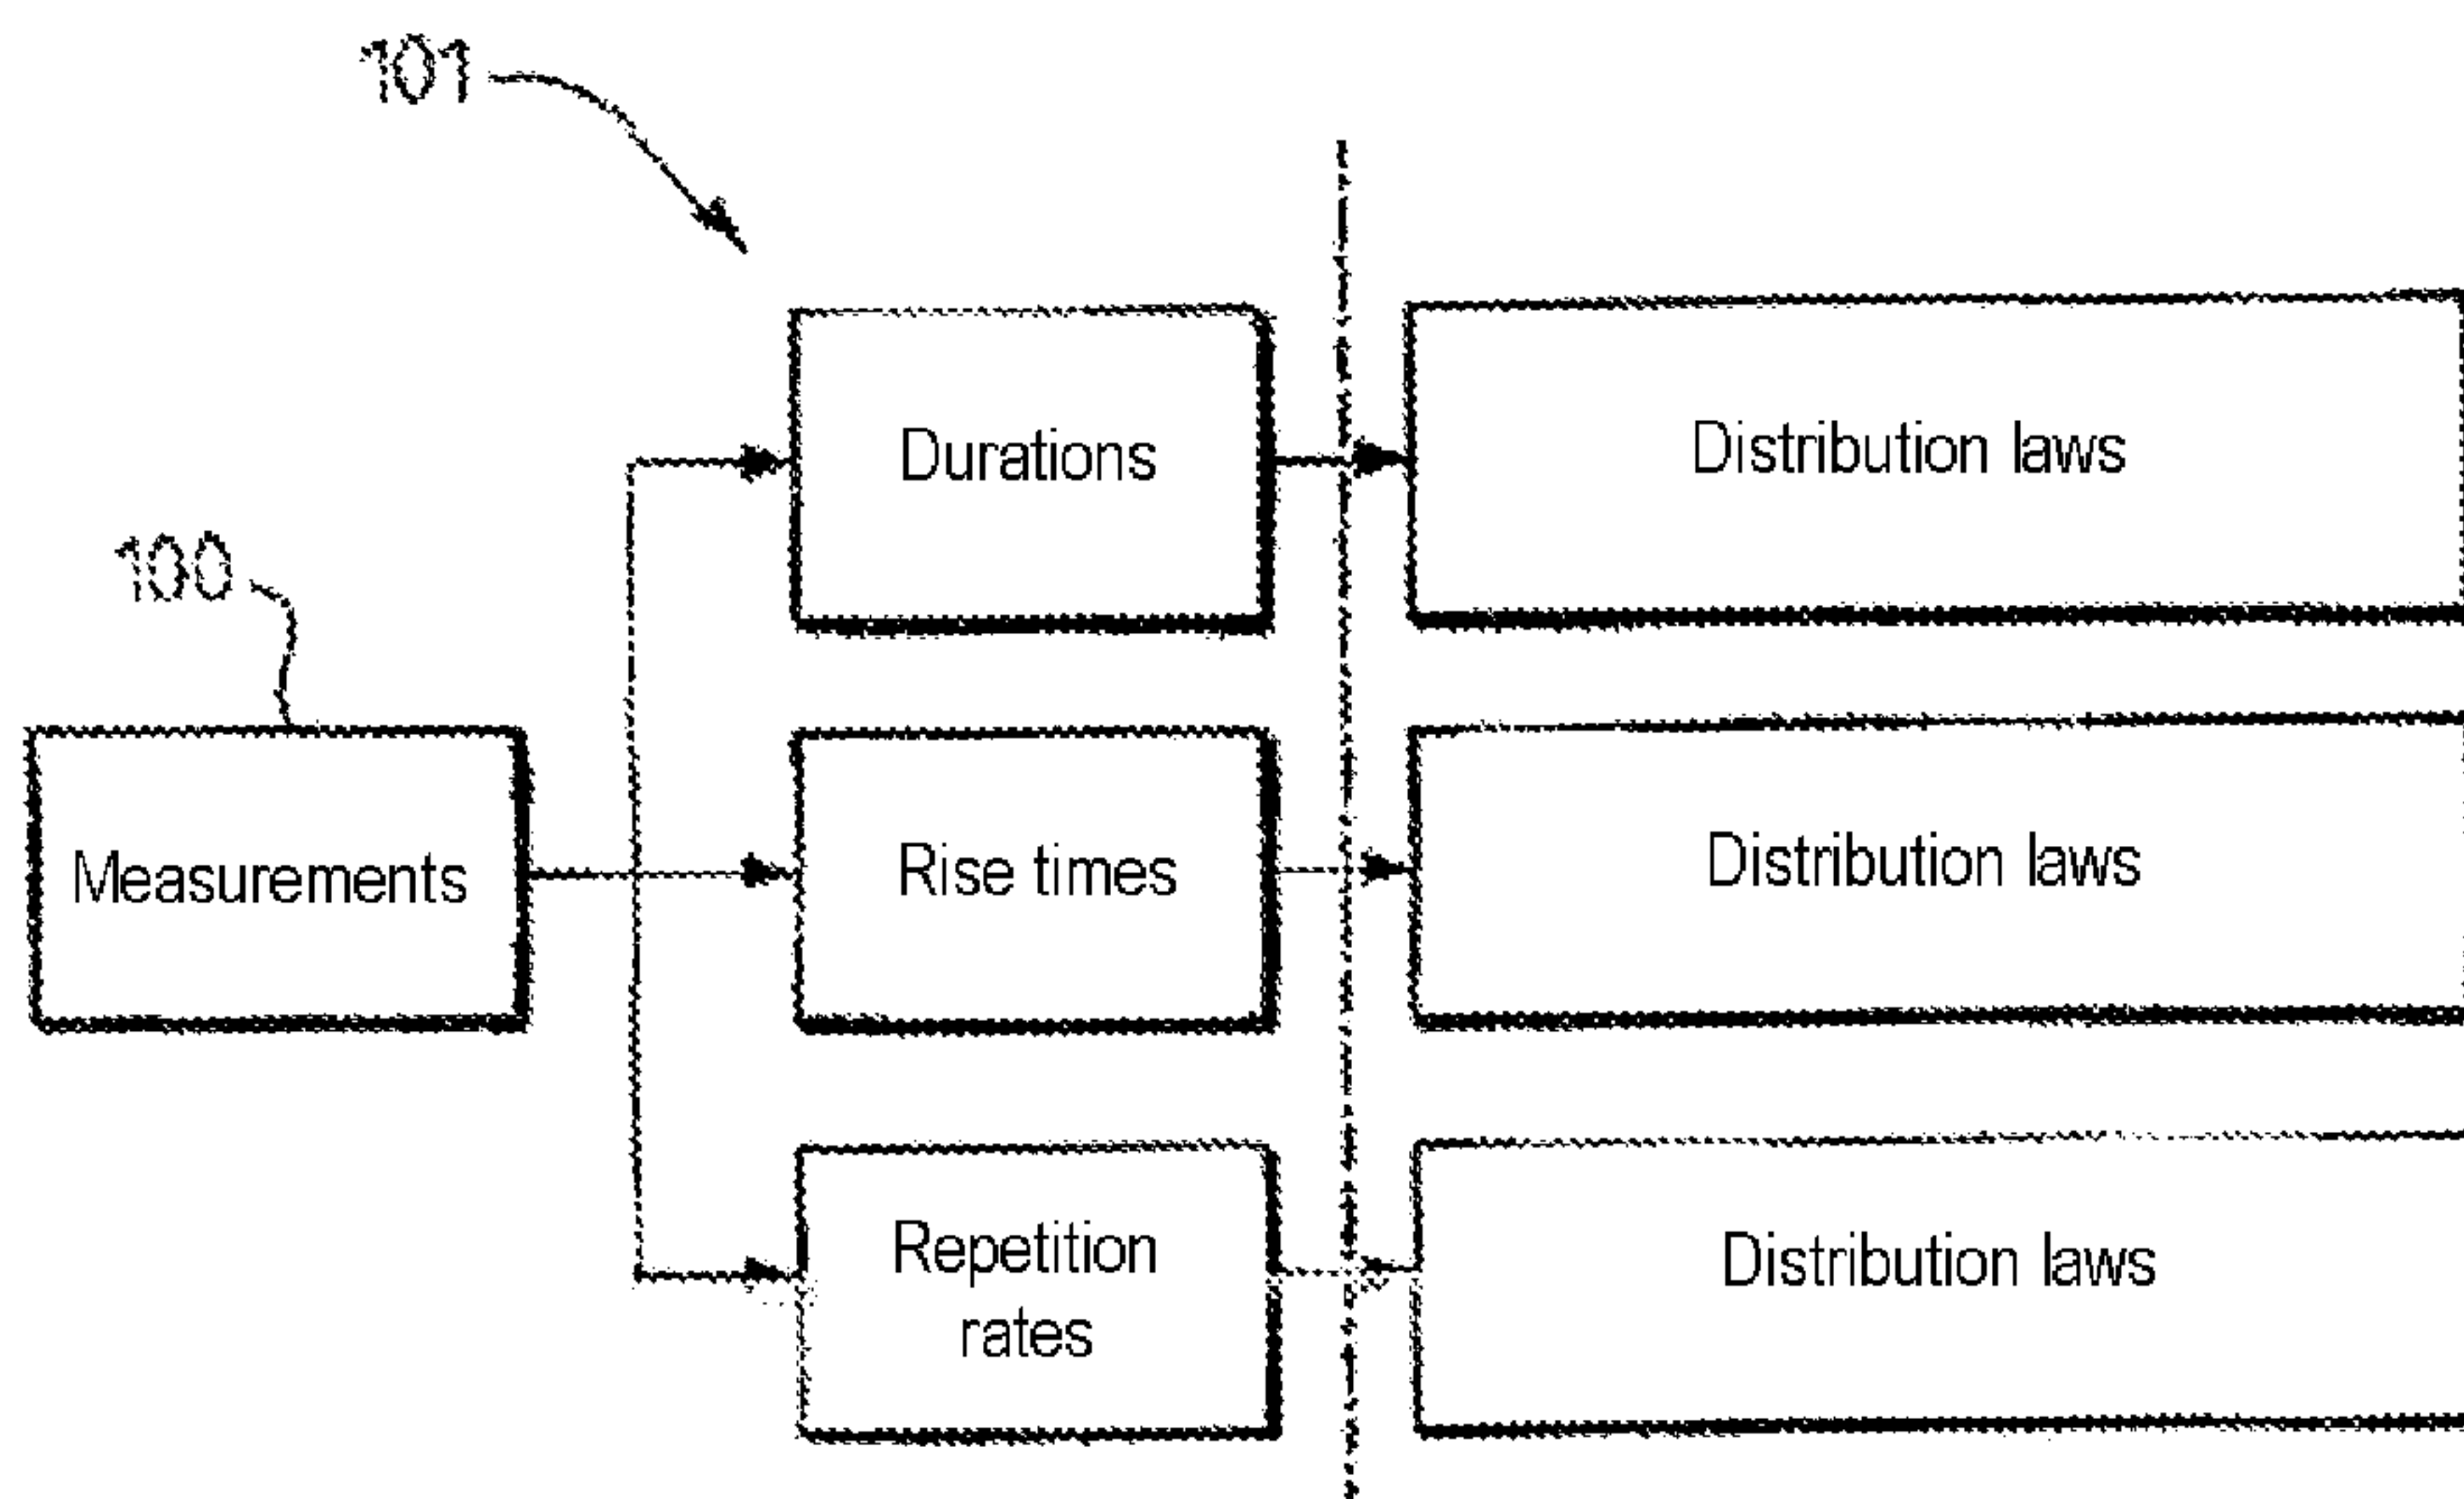 101
Durations
Distribution laws
100
Measurements
Rise times
Distribution laws
Repetition
rates
Distribution laws